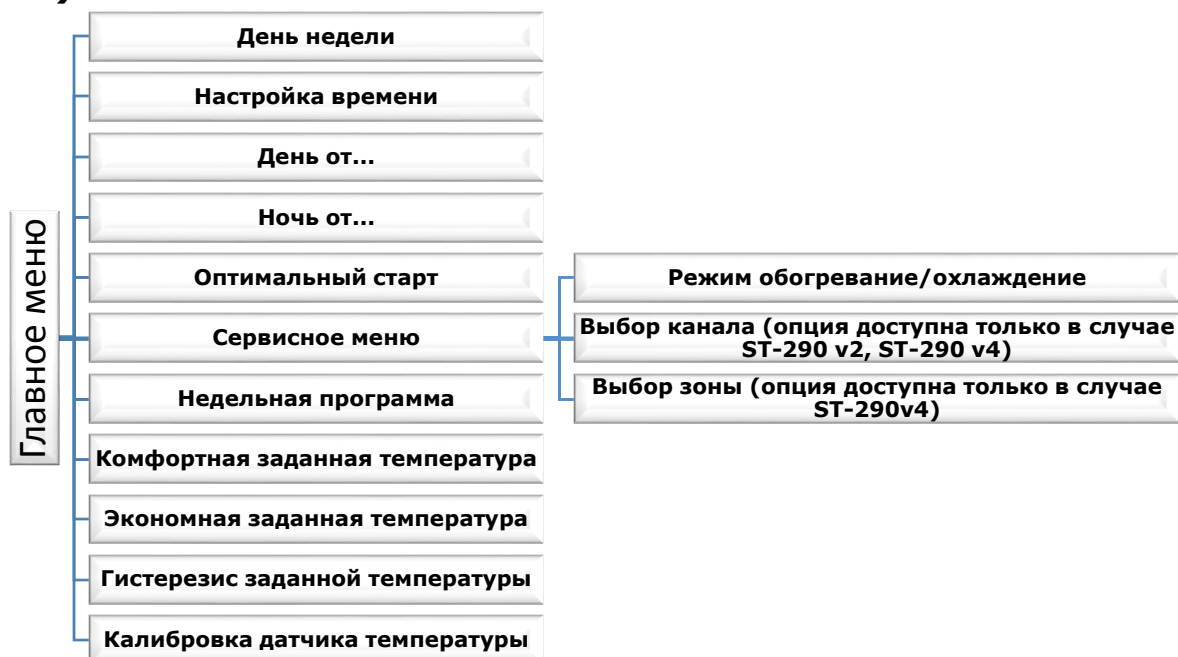 Главное меню
День недели
Настройка времени
День от...
Ночь от...
Оптимальный старт
Сервисное меню
Режим обогревание/охлаждение
Выбор канала (опция доступна только в случае
ST-290 v2, ST-290 v4)
Выбор зоны (опция доступна только в случае
ST-290v4)
Недельная программа
Комфортная заданная температура
Экономная заданная температура
Гистерезис заданной температуры
Калибровка датчика температуры